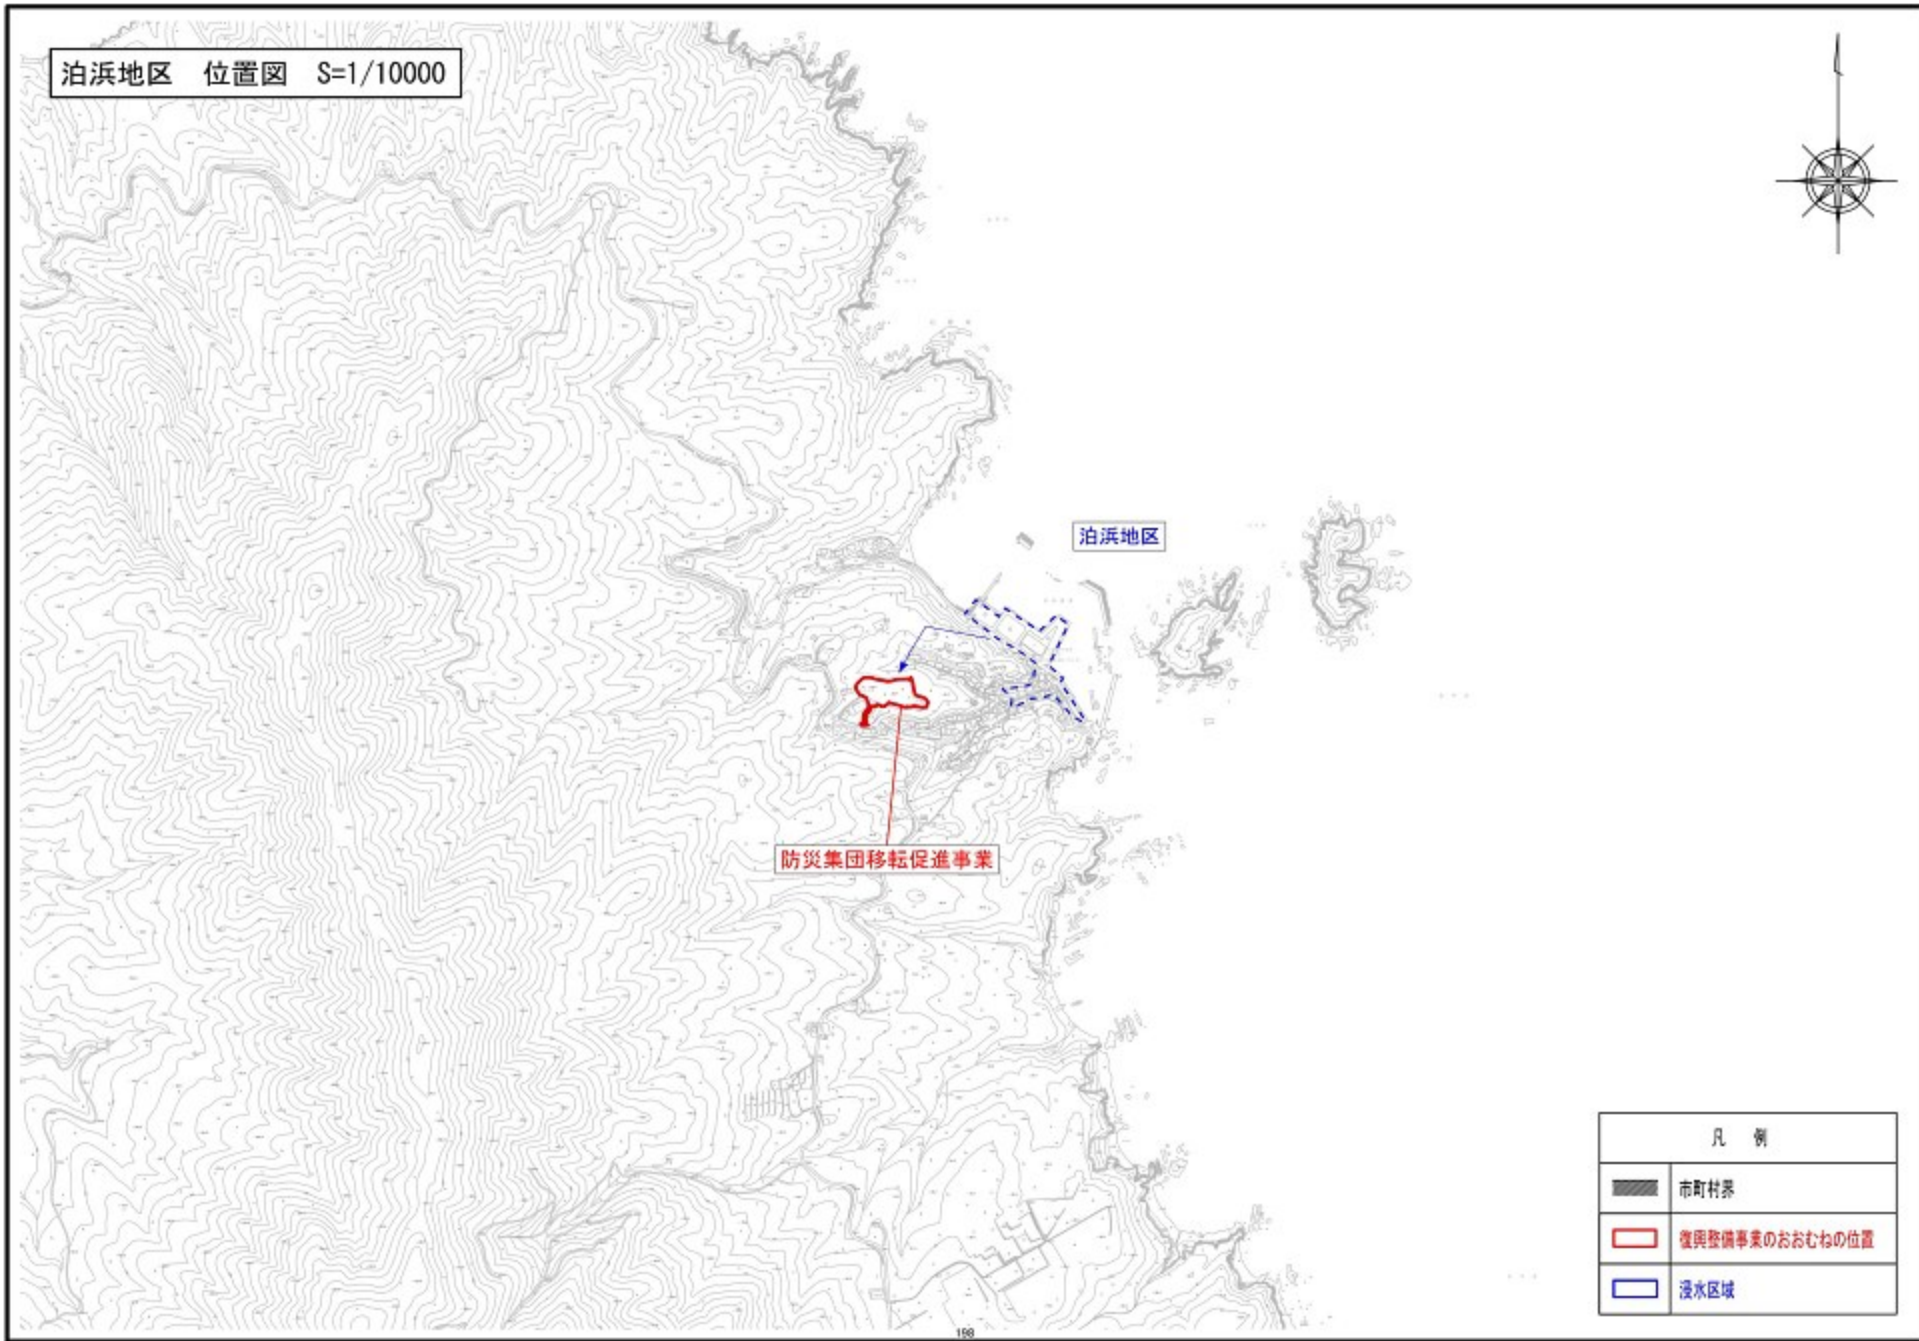 泊浜地区　位置図　S=1/10000
泊浜地区
防災集団移転促進事業
凡　例
市町村界
復興整備事業のおおむねの位置
浸水区域
198